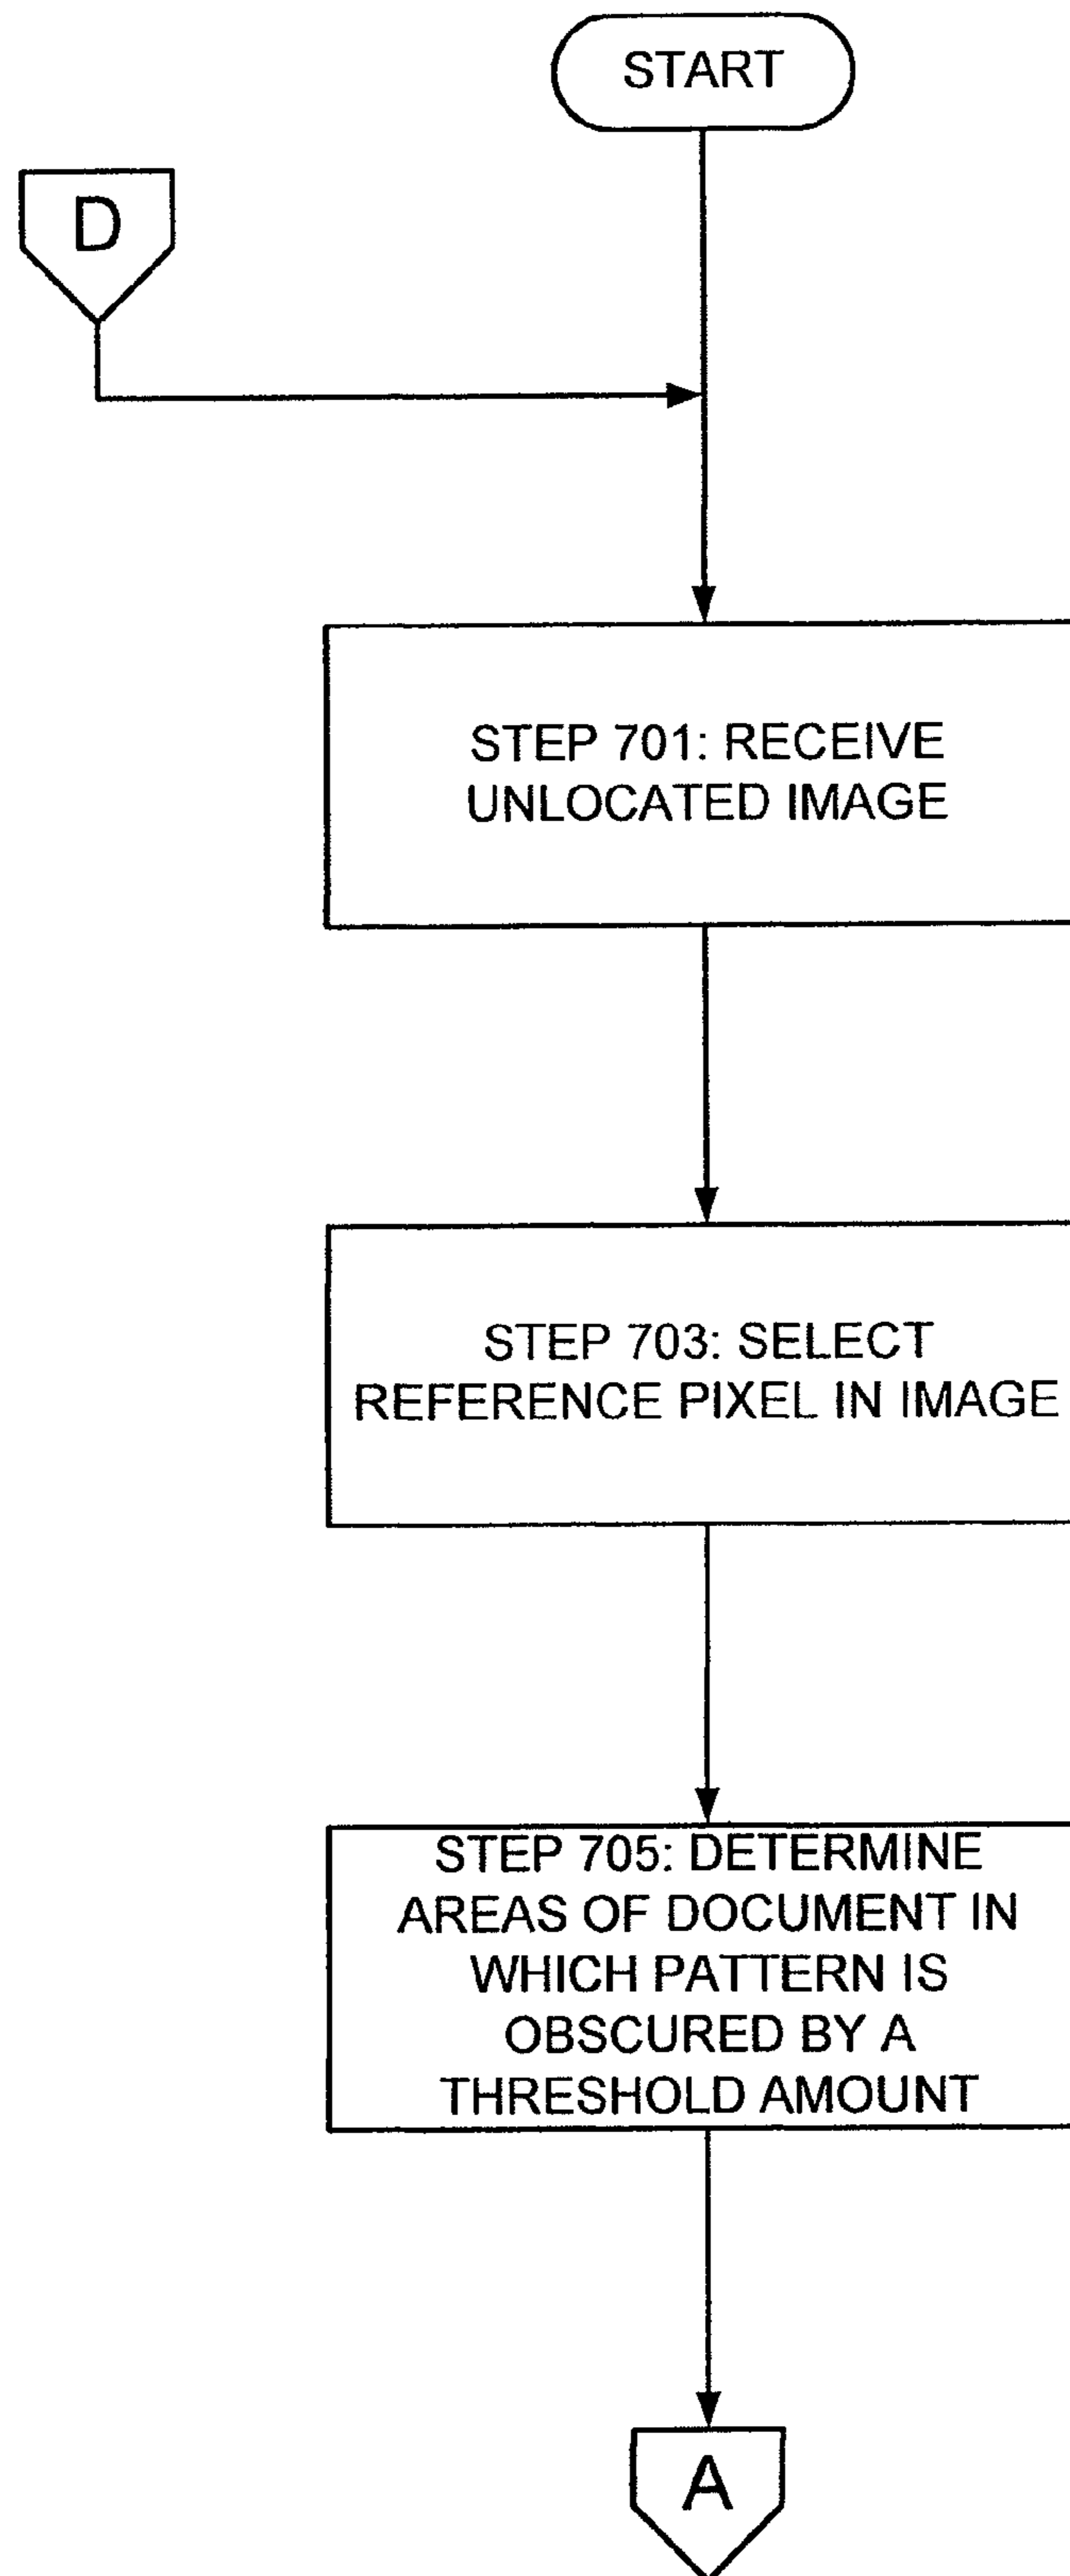 START
D
STEP 701: RECEIVE
UNLOCATED IMAGE
STEP 703: SELECT
REFERENCE PIXEL IN IMAGE
STEP 705: DETERMINE
AREAS OF DOCUMENT IN
WHICH PATTERN IS
OBSCURED BY A
THRESHOLD AMOUNT
A